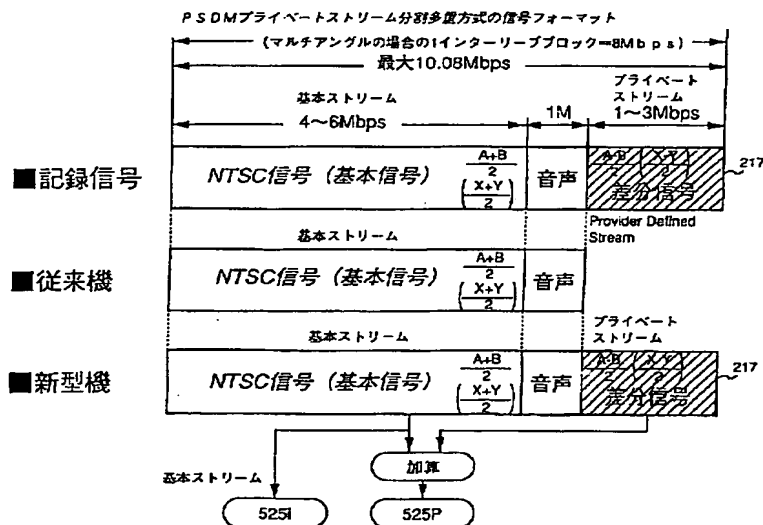 PSDMプライベートストリーム分割多重方式の信号フォーマット
(マルチアングルの場合の1インターリーブブロック=8Mbps)
最大10.08Mbps
基本ストリーム
4〜6Mbps
1M
プライベート
ストリーム
1〜3Mbps
■記録信号
NTSC信号(基本信号)
A+B
2
(X+Y
2)
音声
A-B
2
(X-Y
2)
差分信号
217
Provider Defined
Stream
基本ストリーム
■従来機
NTSC信号(基本信号)
A+B
2
(X+Y
2)
音声
基本ストリーム
プライベート
ストリーム
■新型機
NTSC信号(基本信号)
A+B
2
(X+Y
2)
音声
A-B
2
(X-Y
2)
差分信号
217
基本ストリーム
加算
525I
525P